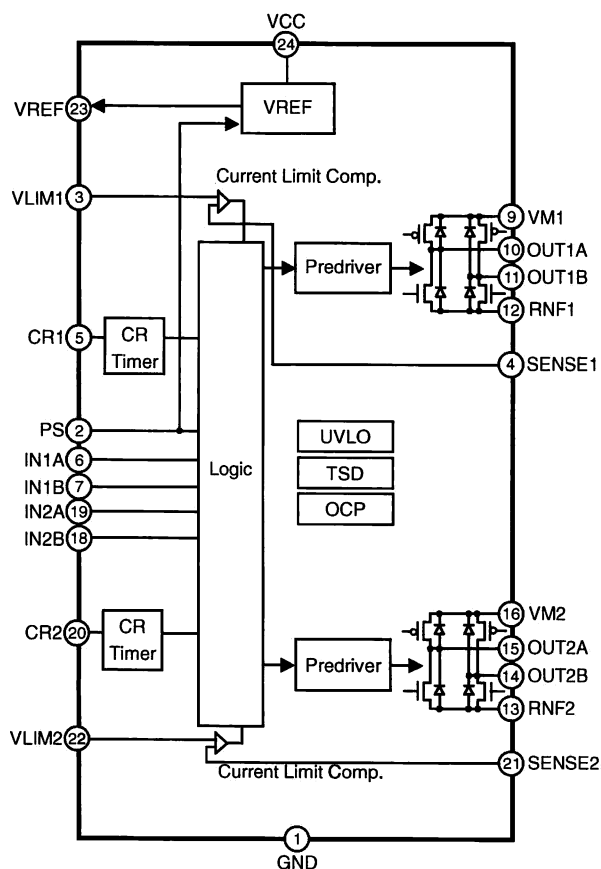 VCC
24
VREF 23
VREF
Current Limit Comp.
VLIM1 3
9 VM1
10 OUT1A
Predriver
11 OUT1B
12 RNF1
CR1 5
CR
Timer
4 SENSE1
PS 2
UVLO
IN1A 6
Logic
TSD
IN1B 7
IN2A 19
OCP
IN2B 18
16 VM2
CR2 20
CR
Timer
15 OUT2A
Predriver
14 OUT2B
13 RNF2
VLIM2 22
21 SENSE2
Current Limit Comp.
1
GND